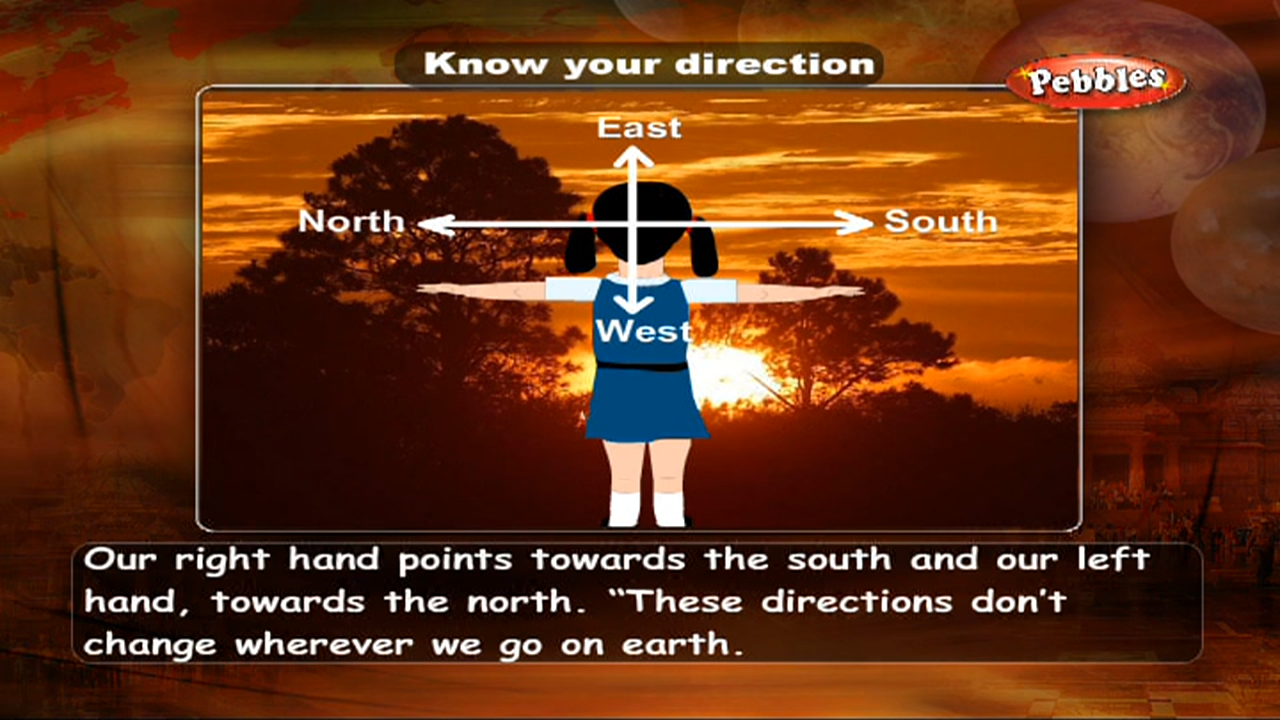 Know your direction
Pebbles
East
North
South
West
Our right hand points towards the south and our left
hand, towards the north. “These directions don't
change wherever we go on earth.